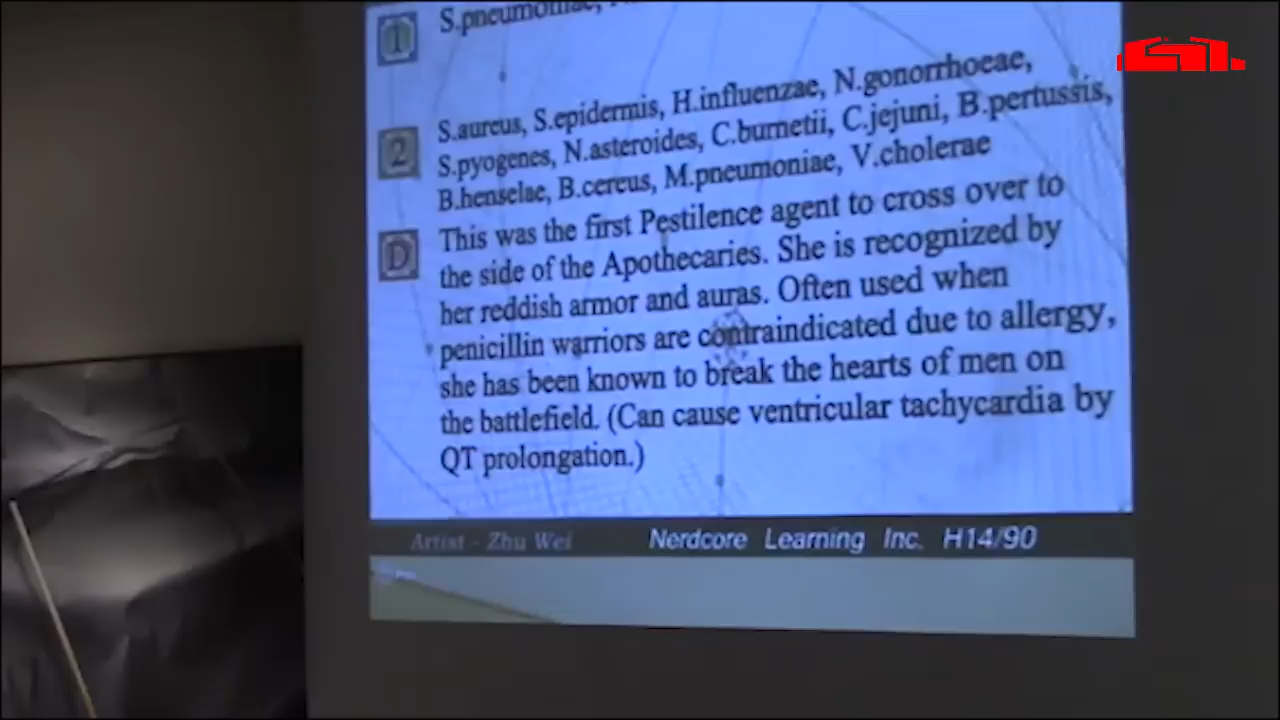 1
S.pneumoniae,
2
S.aureus, S.epidermis, H.influenzae, N.gonorrhoeae,
S.pyogenes, N.asteroides, C.burnetii, C.jejuni, B.pertussis,
B.henselae, B.cereus, M.pneumoniae, V.cholerae
D
This was the first Pestilence agent to cross over to
the side of the Apothecaries. She is recognized by
her reddish armor and auras. Often used when
penicillin warriors are contraindicated due to allergy,
she has been known to break the hearts of men on
the battlefield. (Can cause ventricular tachycardia by
QT prolongation.)
Artist - Zhu Wei
Nerdcore Learning Inc. H14/90